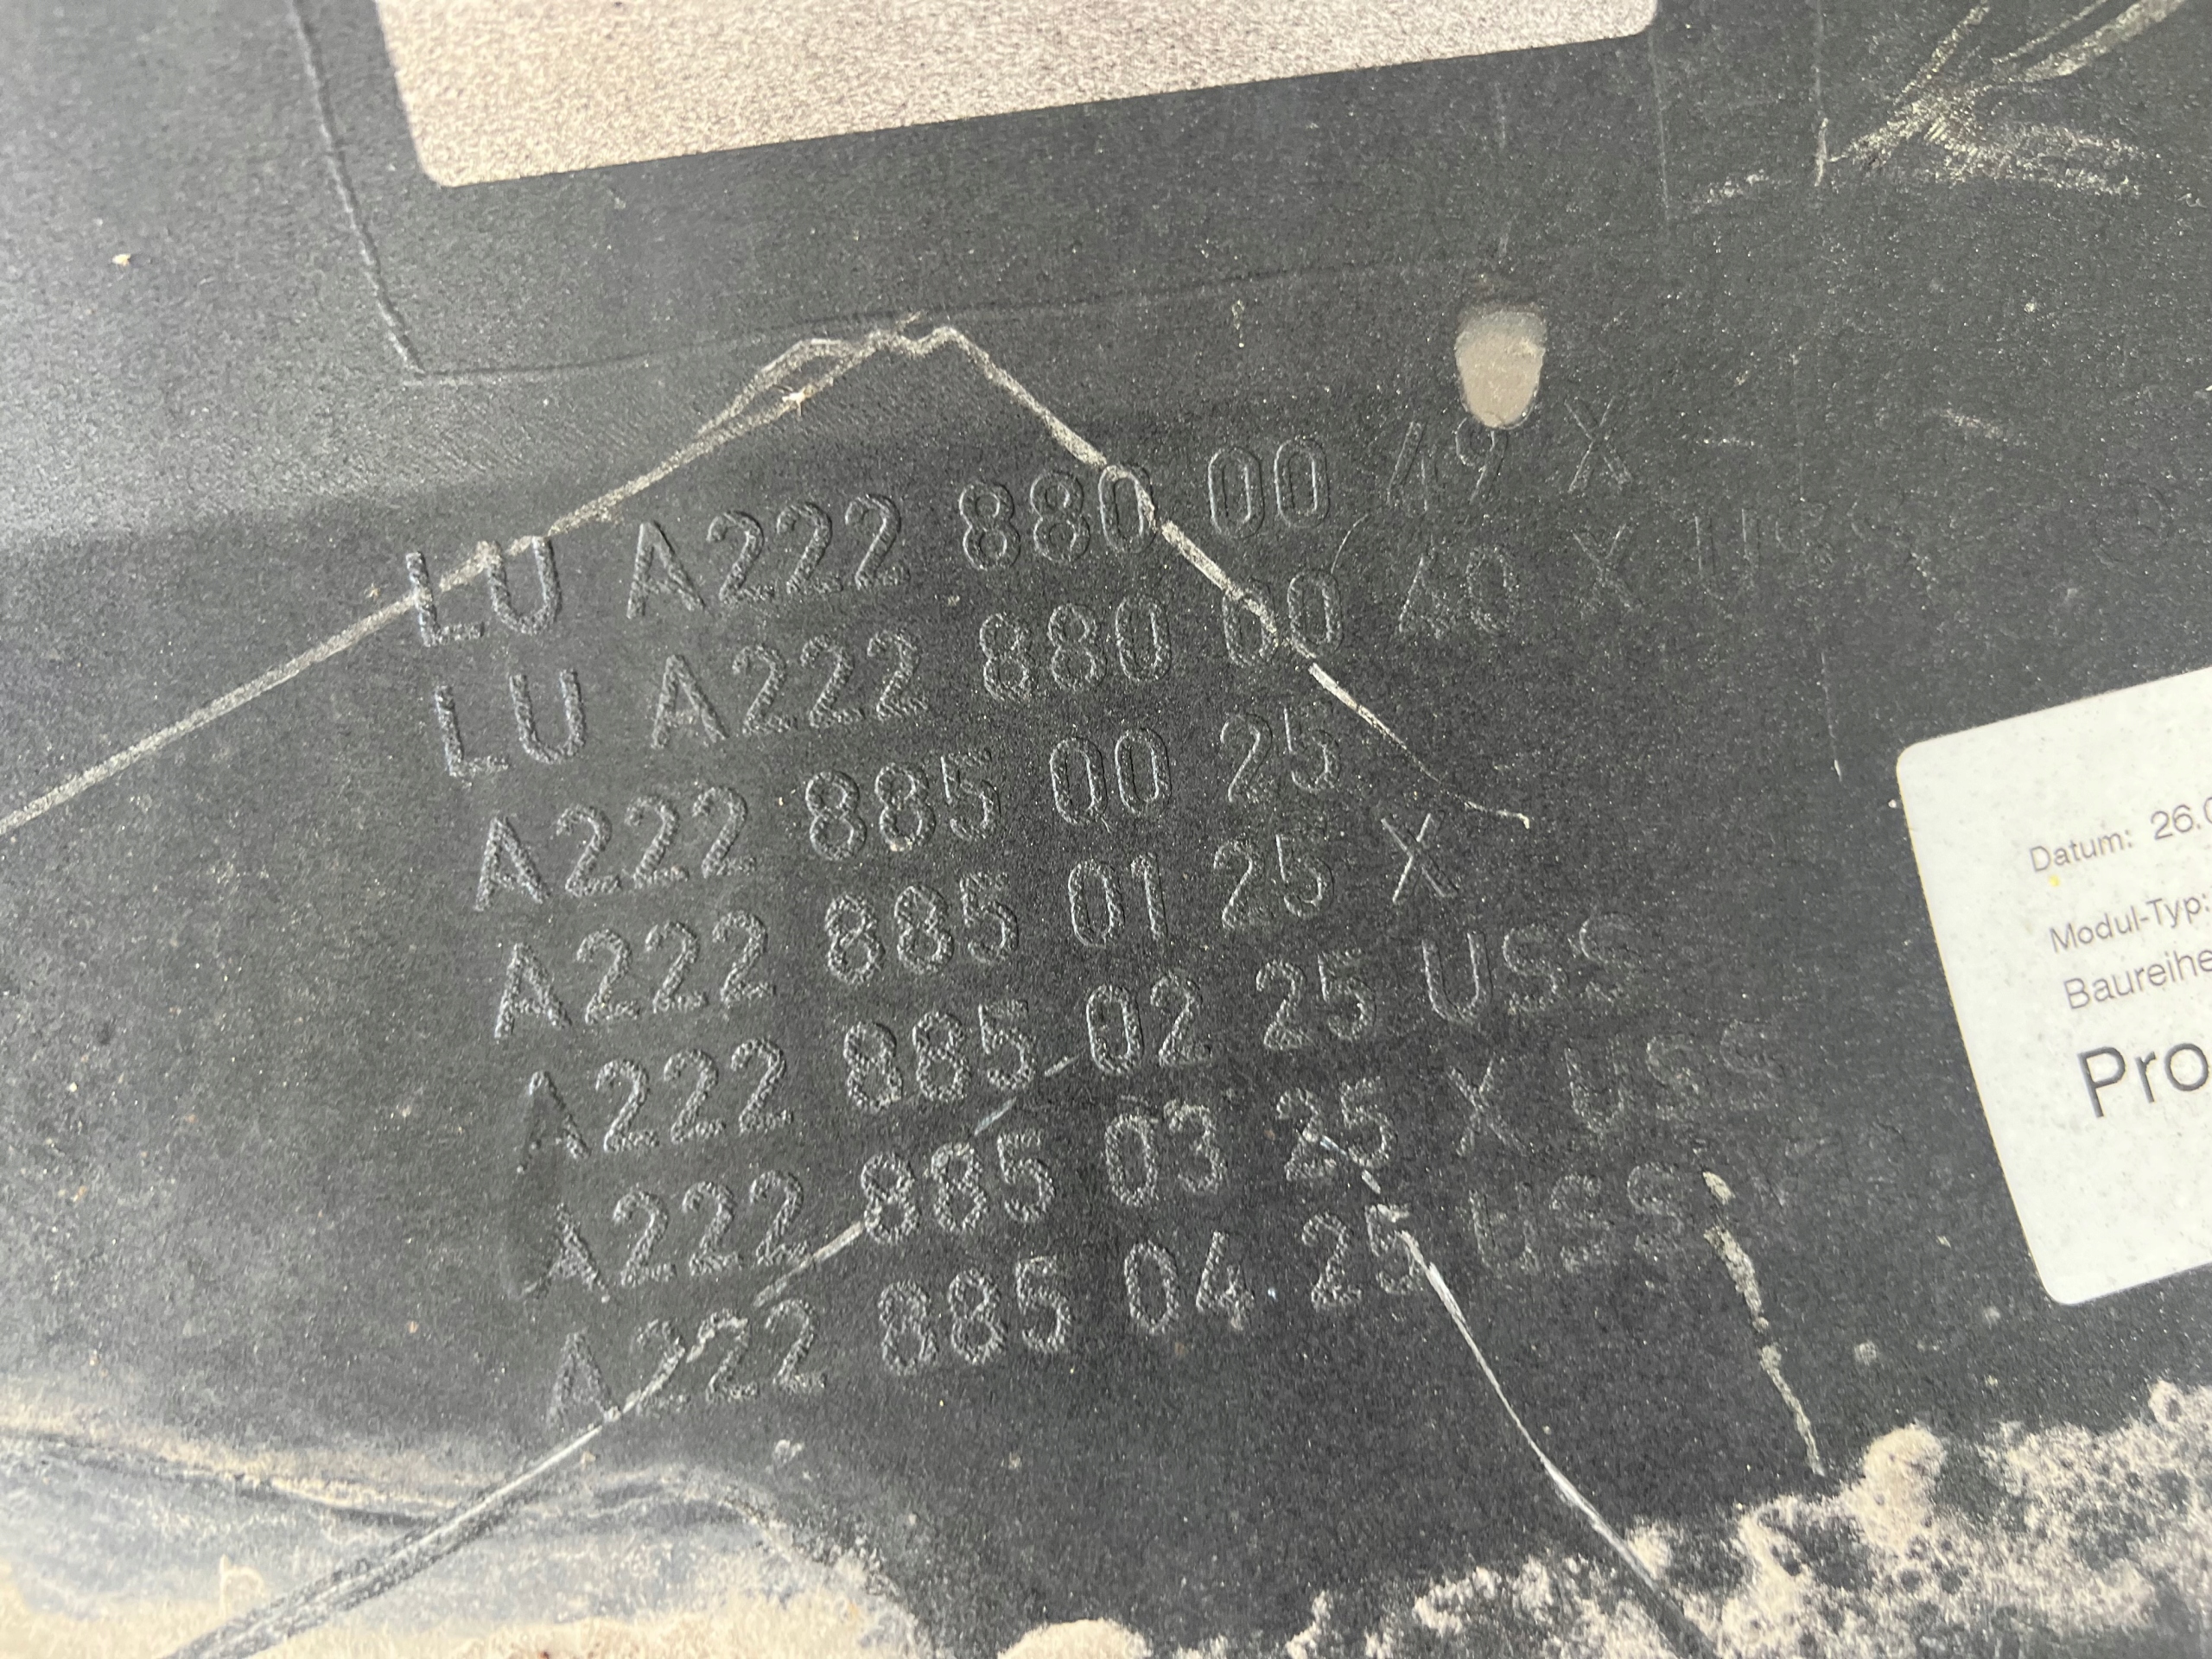 LU A222 880 00 49 X
LU A222 880 00 40 X USS
A222 885 00 25
A222 885 01 25 X
A222 885 02 25 USS
A222 885 03 25 X USS
A222 885 04 25 USS
Datum: 26.0
Modul-Typ:
Baureihe
Pro